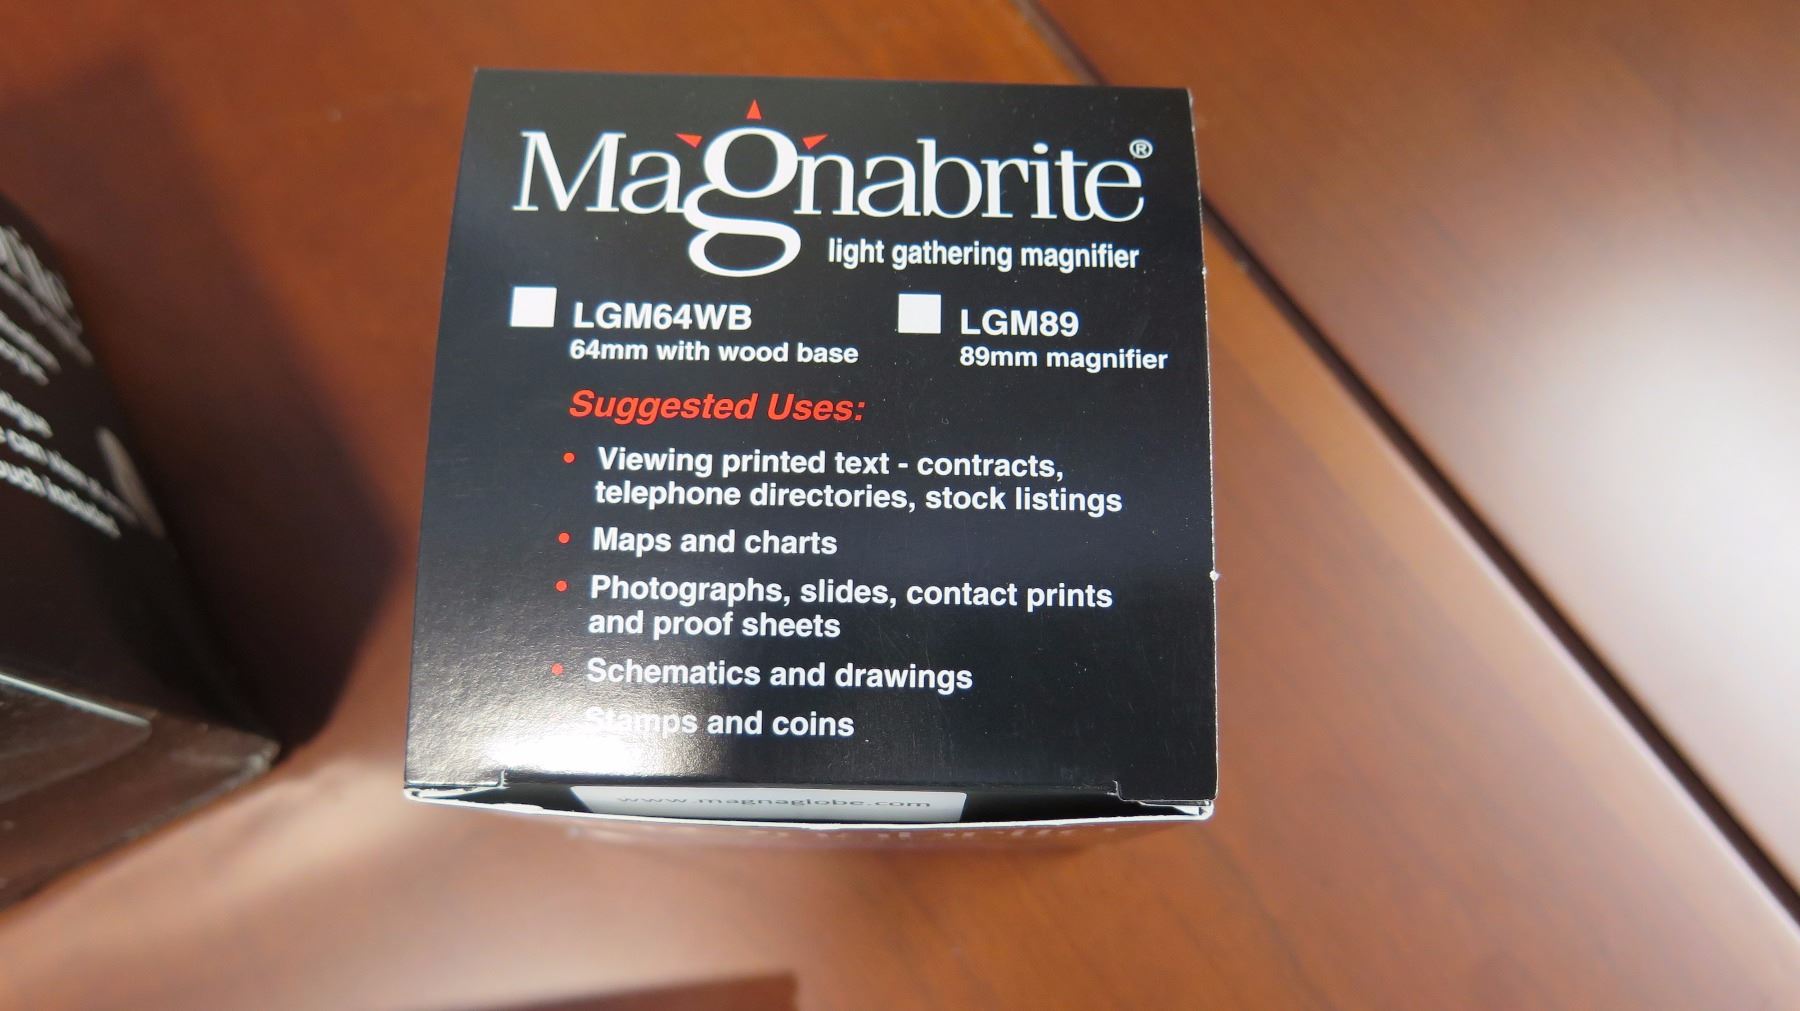 Magnabrite®
light gathering magnifier
LGM64WB
64mm with wood base
LGM89
89mm magnifier
Suggested Uses:
• Viewing printed text - contracts,
telephone directories, stock listings
• Maps and charts
• Photographs, slides, contact prints
and proof sheets
• Schematics and drawings
Stamps and coins
www.magnaglobe.com